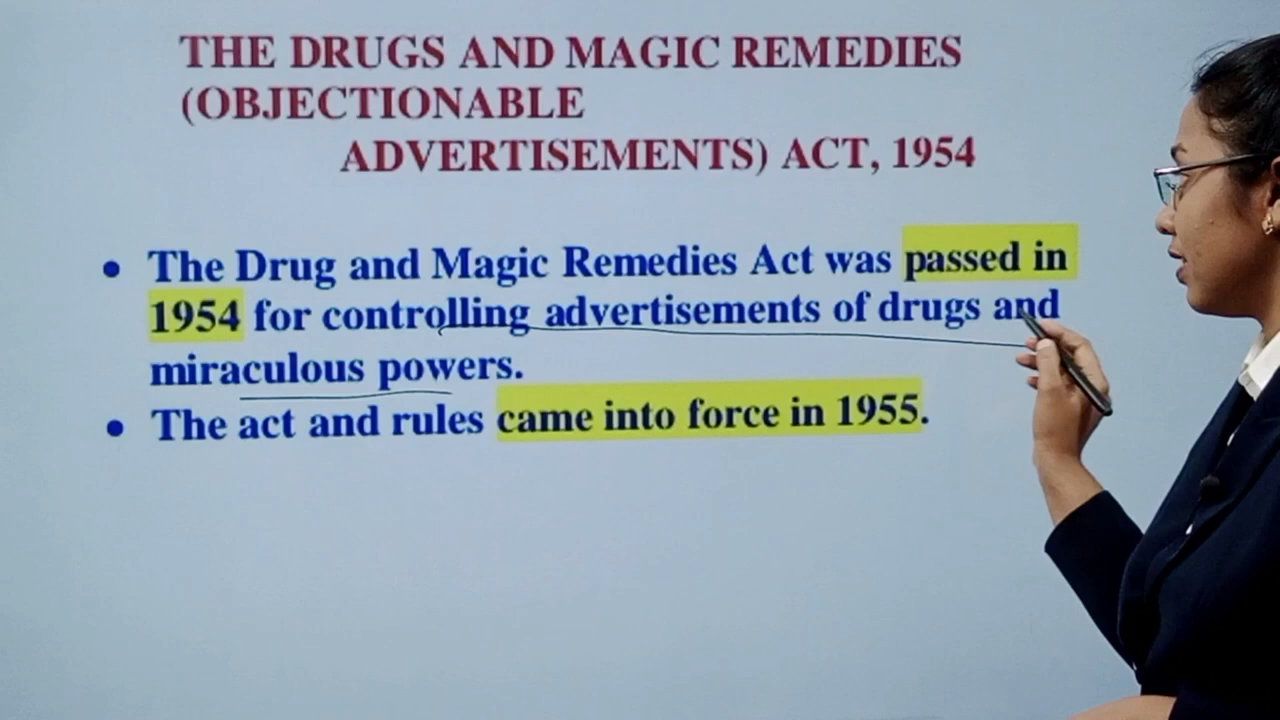 THE DRUGS AND MAGIC REMEDIES
(OBJECTIONABLE
ADVERTISEMENTS) ACT, 1954
• The Drug and Magic Remedies Act was passed in
1954 for controlling advertisements of drugs and
miraculous powers.
• The act and rules came into force in 1955.